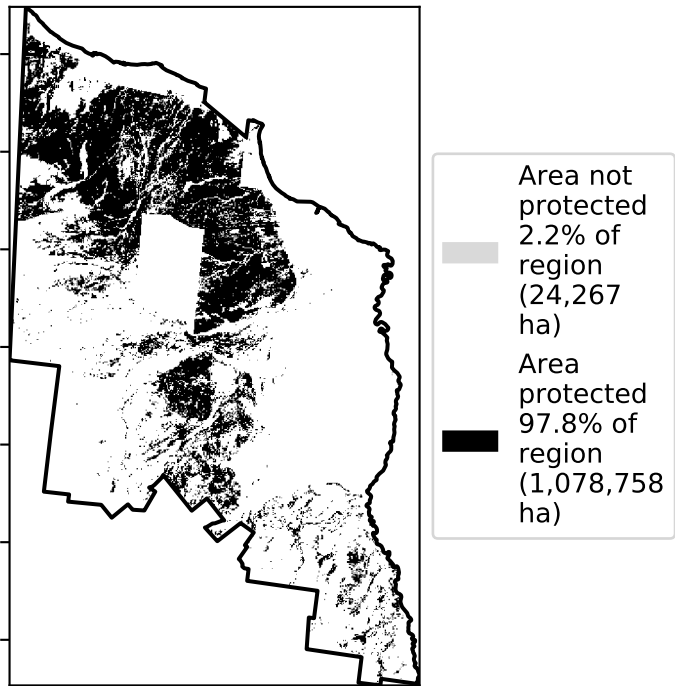 Area not
protected
2.2% of
region
(24,267
ha)
Area
protected
97.8% of
region
(1,078,758
ha)